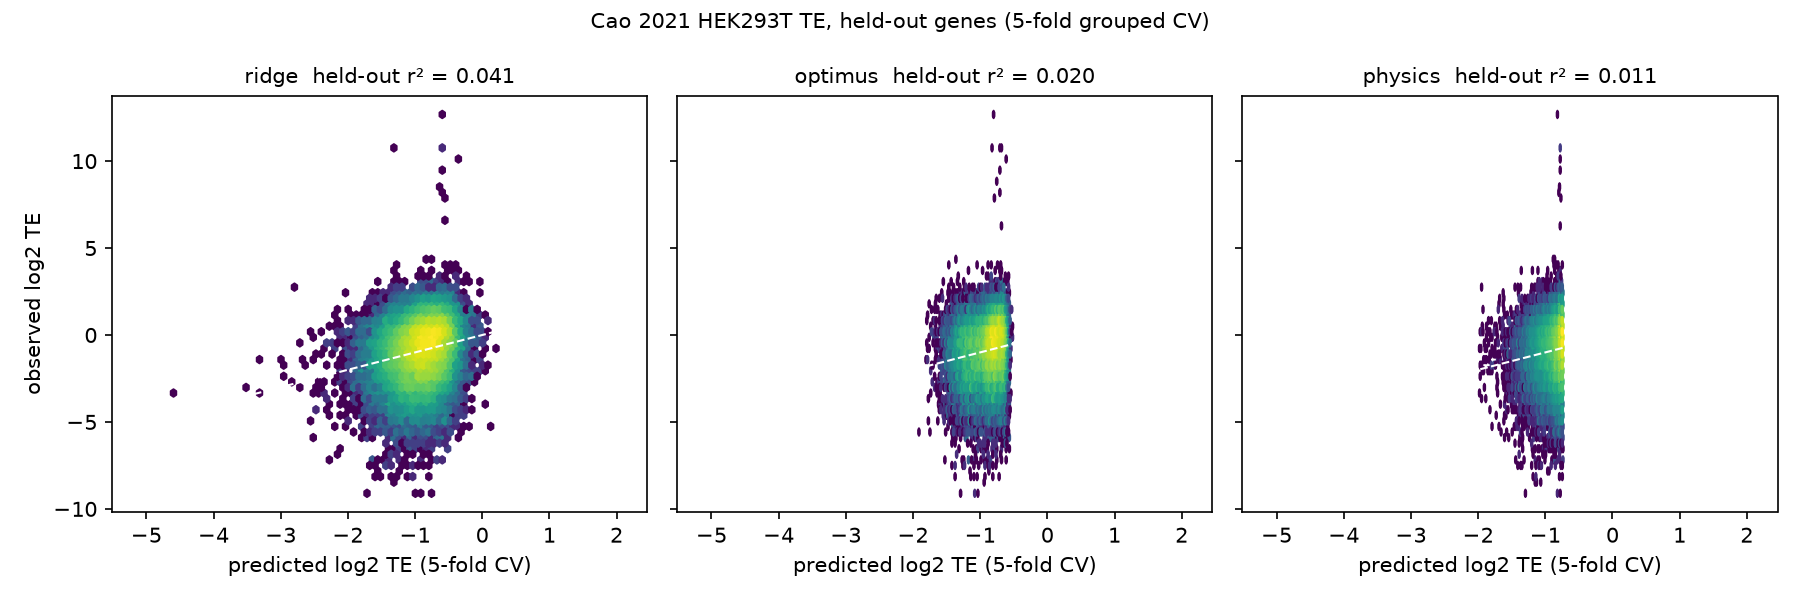 Cao 2021 HEK293T TE, held-out genes (5-fold grouped CV)
ridge  held-out r² = 0.041
optimus  held-out r² = 0.020
physics  held-out r² = 0.011
observed log2 TE
10
5
0
−5
−10
−5 −4 −3 −2 −1 0 1 2
−5 −4 −3 −2 −1 0 1 2
−5 −4 −3 −2 −1 0 1 2
predicted log2 TE (5-fold CV)
predicted log2 TE (5-fold CV)
predicted log2 TE (5-fold CV)